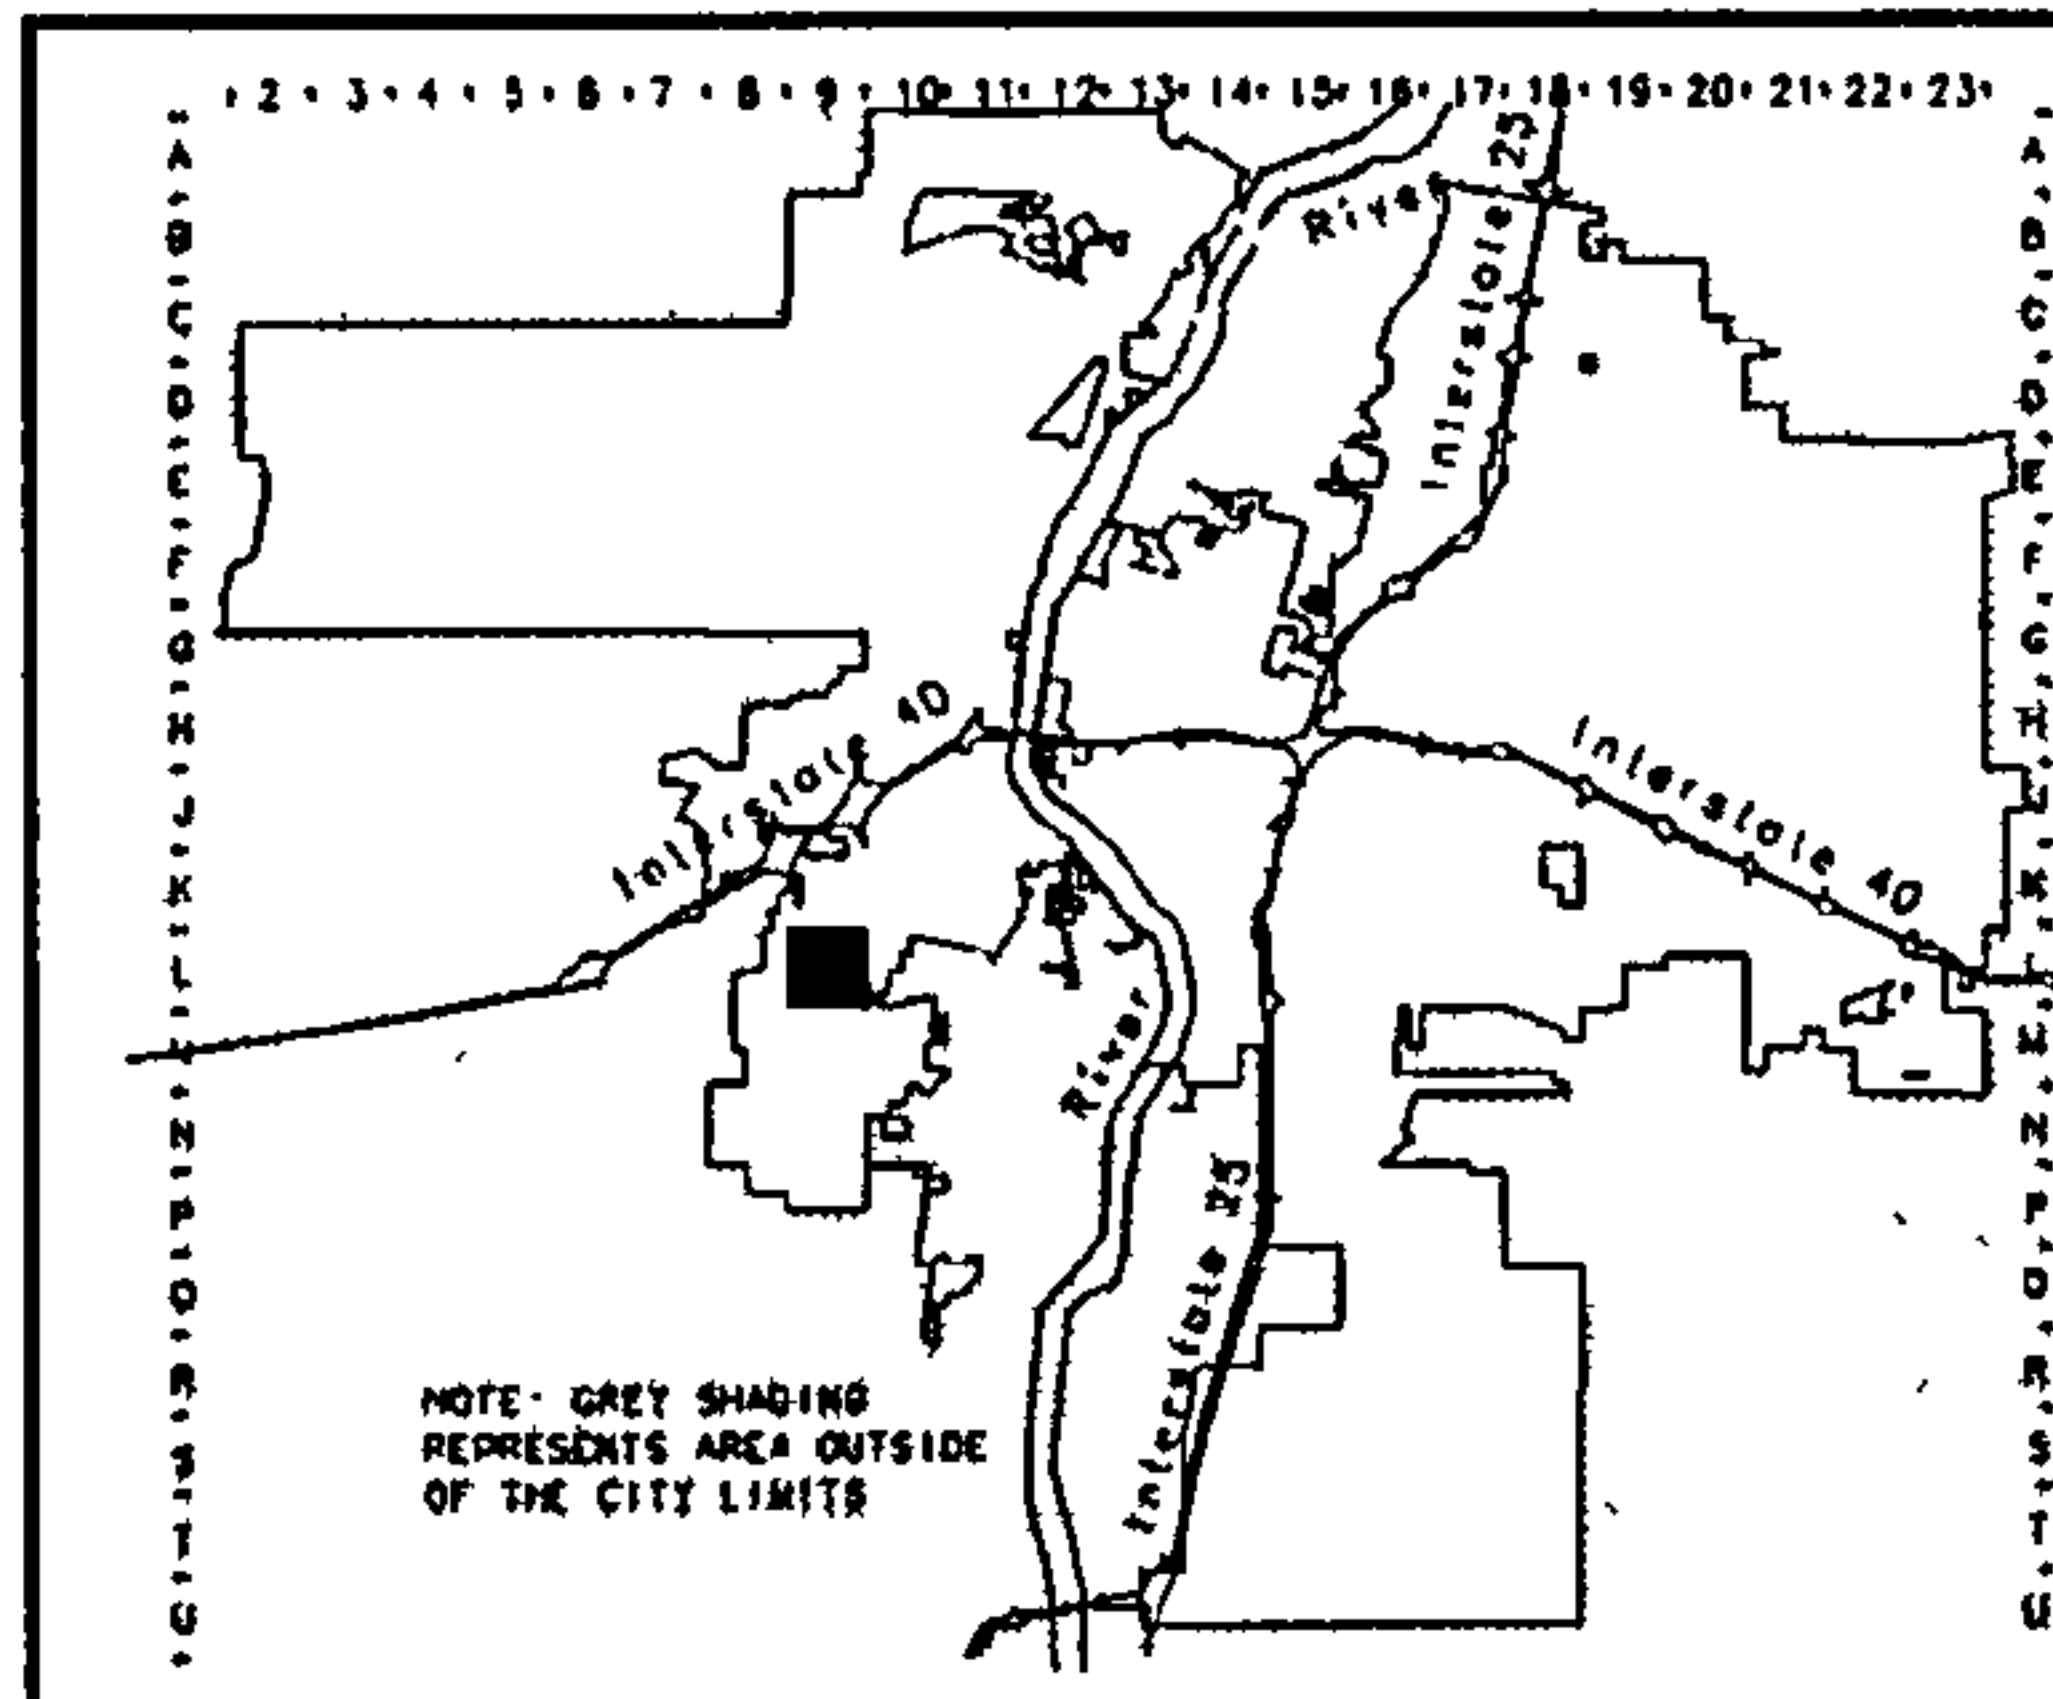 2 · 3 · 4 · 5 · 6 · 7 · 8 · 9 · 10 · 11 · 12 · 13 · 14 · 15 · 16 · 17 · 18 · 19 · 20 · 21 · 22 · 23 ·
A · B · C · D · E · F · G · H · J · K · L · M · N · P · Q · R · S · T · U ·
River
Interstate 25
Interstate 40
Interstate 40
River
Interstate 25
NOTE· GREY SHADING
REPRESENTS AREA OUTSIDE
OF THE CITY LIMITS
A · B · C · D · E · F · G · H · J · K · L · M · N · P · Q · R · S · T · U